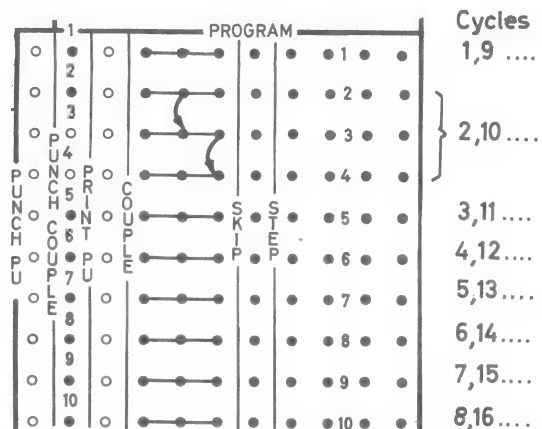 PROGRAM
Cycles
1 1 1,9 ....
2
2
3
3 2,10 ....
4
4
5
5 3,11 ....
6
6 4,12 ....
7
7 5,13 ....
8
8 6,14 ....
9
9 7,15 ....
10
10 8,16 ....
PUNCH PU
PUNCH COUPLE
PRINT PU
COUPLE
SKIP
STEP